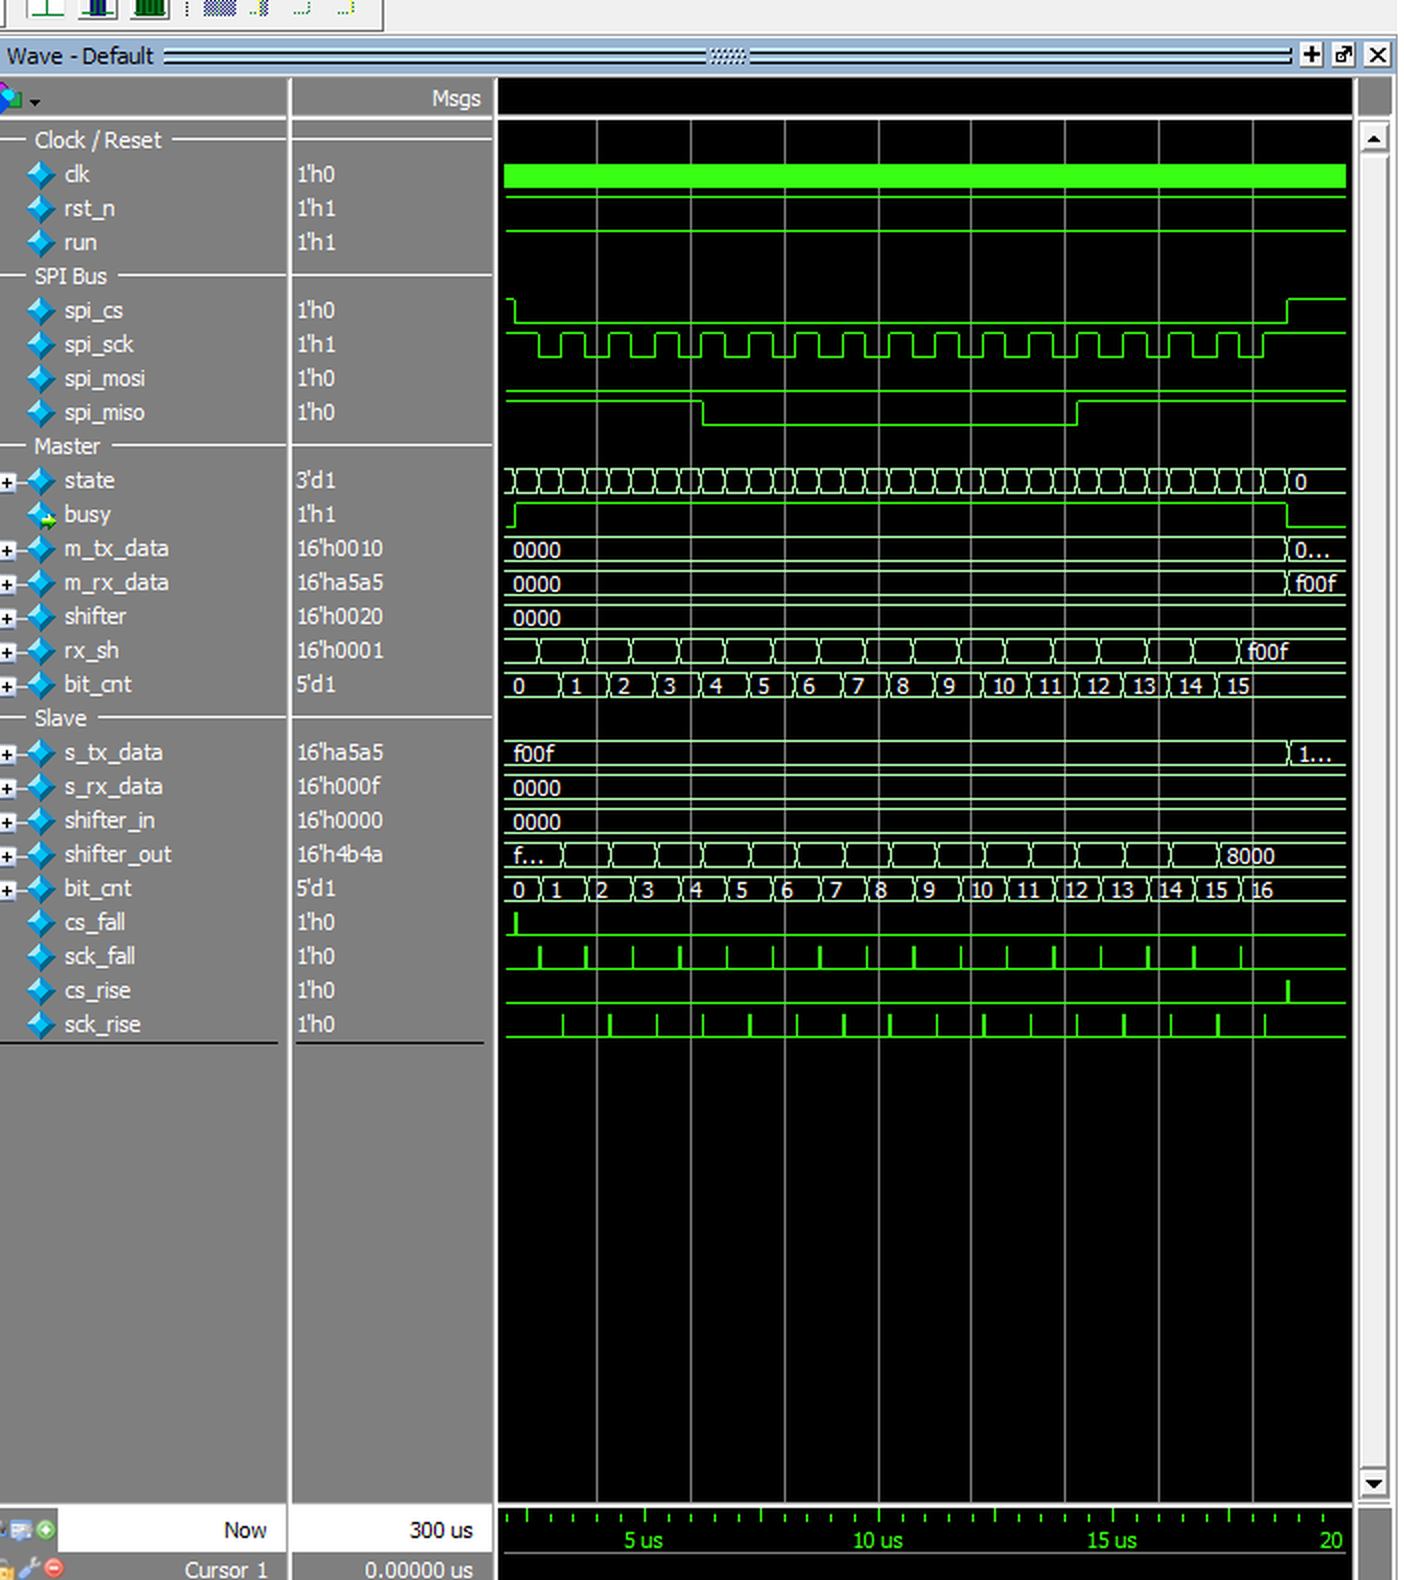 Wave - Default
Msgs
Clock / Reset
clk 1'h0
rst_n 1'h1
run 1'h1
SPI Bus
spi_cs 1'h0
spi_sck 1'h1
spi_mosi 1'h0
spi_miso 1'h0
Master
state 3'd1 0
busy 1'h1
m_tx_data 16'h0010 0000 0...
m_rx_data 16'ha5a5 0000 f00f
shifter 16'h0020 0000
rx_sh 16'h0001 f00f
bit_cnt 5'd1 0 1 2 3 4 5 6 7 8 9 10 11 12 13 14 15
Slave
s_tx_data 16'ha5a5 f00f 1...
s_rx_data 16'h000f 0000
shifter_in 16'h0000 0000
shifter_out 16'h4b4a f... 8000
bit_cnt 5'd1 0 1 2 3 4 5 6 7 8 9 10 11 12 13 14 15 16
cs_fall 1'h0
sck_fall 1'h0
cs_rise 1'h0
sck_rise 1'h0
Now 300 us 5 us 10 us 15 us 20
Cursor 1 0.00000 us